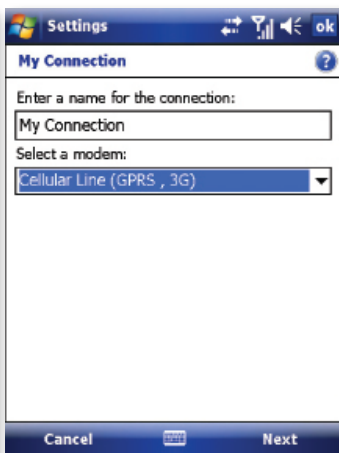 Settings
ok
My Connection
Enter a name for the connection:
My Connection
Select a modem:
Cellular Line (GPRS , 3G)
Cancel
Next